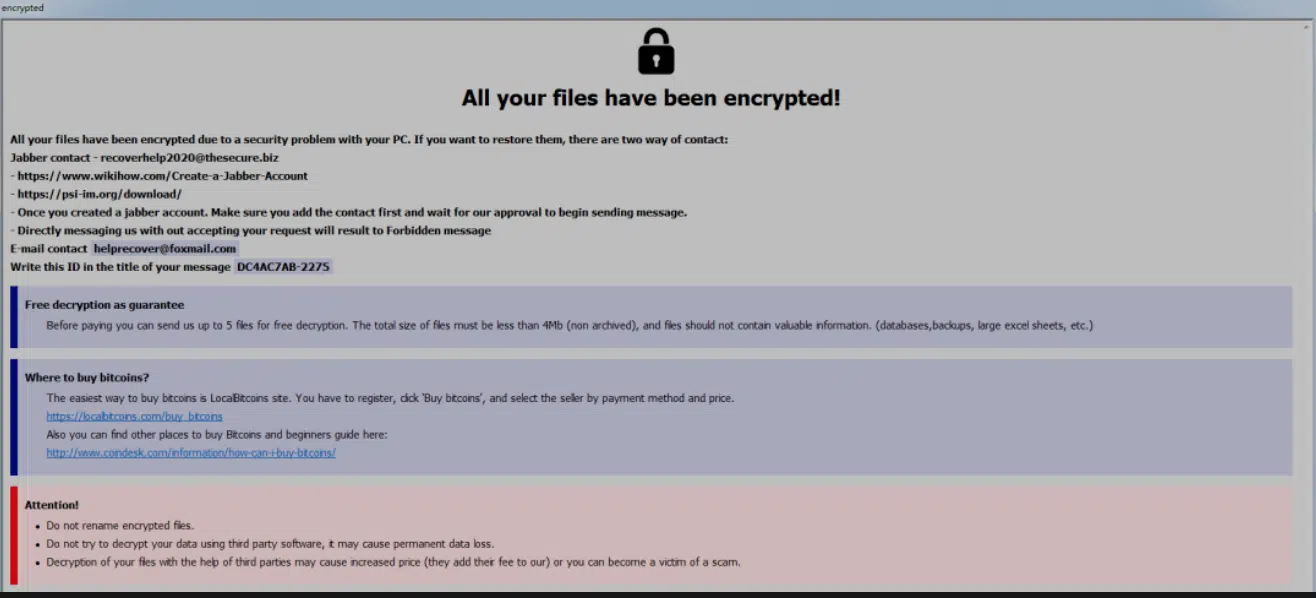 encrypted
All your files have been encrypted!
All your files have been encrypted due to a security problem with your PC. If you want to restore them, there are two way of contact:
Jabber contact - recoverhelp2020@thesecure.biz
- https://www.wikihow.com/Create-a-Jabber-Account
- https://psi-im.org/download/
- Once you created a jabber account. Make sure you add the contact first and wait for our approval to begin sending message.
- Directly messaging us with out accepting your request will result to Forbidden message
E-mail contact helprecover@foxmail.com
Write this ID in the title of your message DC4AC7AB-2275
Free decryption as guarantee
Before paying you can send us up to 5 files for free decryption. The total size of files must be less than 4Mb (non archived), and files should not contain valuable information. (databases,backups, large excel sheets, etc.)
Where to buy bitcoins?
The easiest way to buy bitcoins is LocalBitcoins site. You have to register, click 'Buy bitcoins', and select the seller by payment method and price.
https://localbitcoins.com/buy_bitcoins
Also you can find other places to buy Bitcoins and beginners guide here:
http://www.coindesk.com/information/how-can-i-buy-bitcoins/
Attention!
• Do not rename encrypted files.
• Do not try to decrypt your data using third party software, it may cause permanent data loss.
• Decryption of your files with the help of third parties may cause increased price (they add their fee to our) or you can become a victim of a scam.